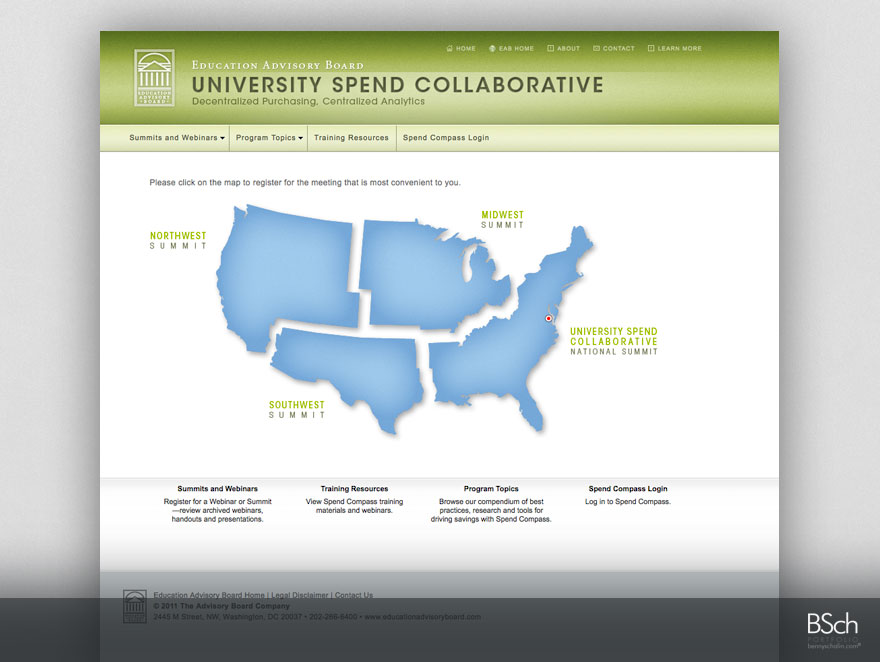 HOME
EAB HOME
ABOUT
CONTACT
LEARN MORE
EDUCATION ADVISORY BOARD
EDUCATION ADVISORY BOARD
UNIVERSITY SPEND COLLABORATIVE
Decentralized Purchasing, Centralized Analytics
Summits and Webinars
Program Topics
Training Resources
Spend Compass Login
Please click on the map to register for the meeting that is most convenient to you.
MIDWEST
SUMMIT
NORTHWEST
SUMMIT
UNIVERSITY SPEND
COLLABORATIVE
NATIONAL SUMMIT
SOUTHWEST
SUMMIT
Summits and Webinars
Register for a Webinar or Summit
—review archived webinars,
handouts and presentations.
Training Resources
View Spend Compass training
materials and webinars.
Program Topics
Browse our compendium of best
practices, research and tools for
driving savings with Spend Compass.
Spend Compass Login
Log in to Spend Compass.
Education Advisory Board Home | Legal Disclaimer | Contact Us
© 2011 The Advisory Board Company
2445 M Street, NW, Washington, DC 20037 • 202-266-6400 • www.educationadvisoryboard.com
BSch
PORTFOLIO
bennyschalin.com